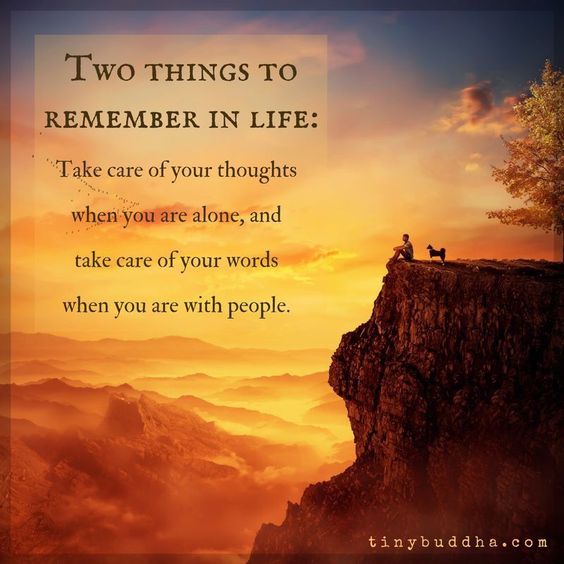 Two things to
remember in life:
Take care of your thoughts
when you are alone, and
take care of your words
when you are with people.
tinybuddha.com